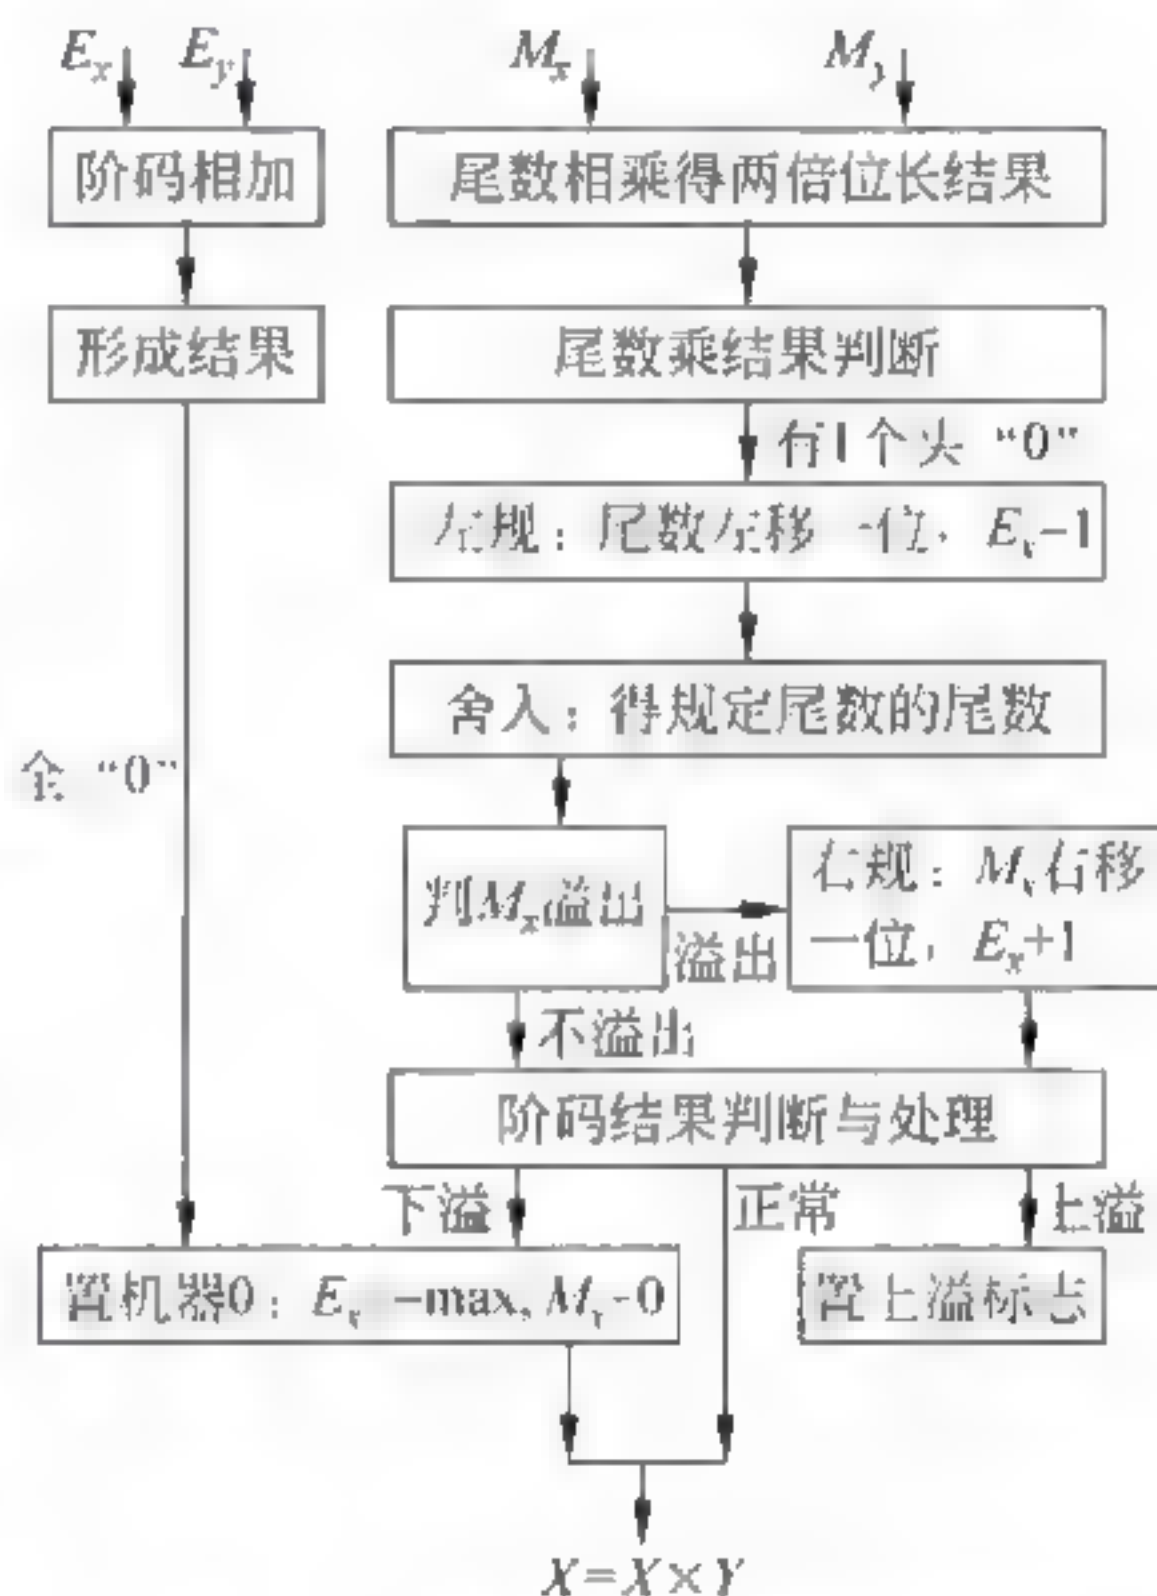 Eₓ Eᵧ Mₓ Mᵧ
阶码相加
尾数相乘得两倍位长结果
形成结果
尾数乘结果判断
有1个头“0”
左规：尾数左移一位，Eₓ-1
舍入：得规定尾数的尾数
全“0”
判Mₓ溢出
溢出
右规：Mₓ右移
一位，Eₓ+1
不溢出
阶码结果判断与处理
下溢
正常
上溢
置机器0：Eₓ -max, Mₓ-0
置上溢标志
X=X×Y